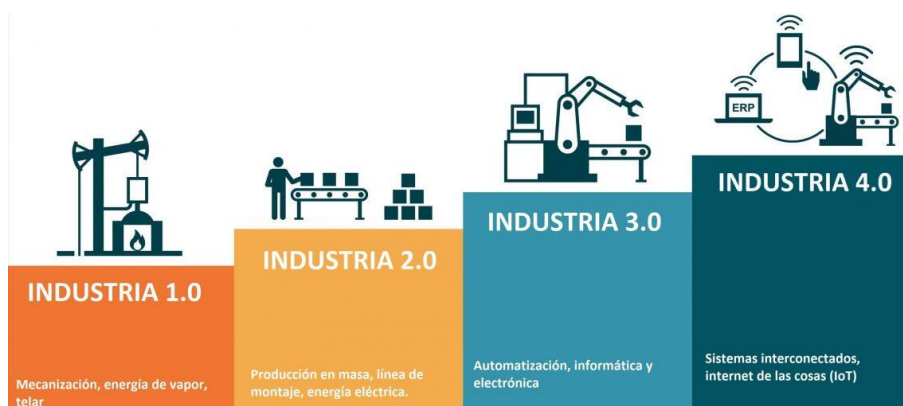 ERP
INDUSTRIA 1.0
Mecanización, energía de vapor,
telar
INDUSTRIA 2.0
Producción en masa, línea de
montaje, energía eléctrica.
INDUSTRIA 3.0
Automatización, informática y
electrónica
INDUSTRIA 4.0
Sistemas interconectados,
internet de las cosas (IoT)